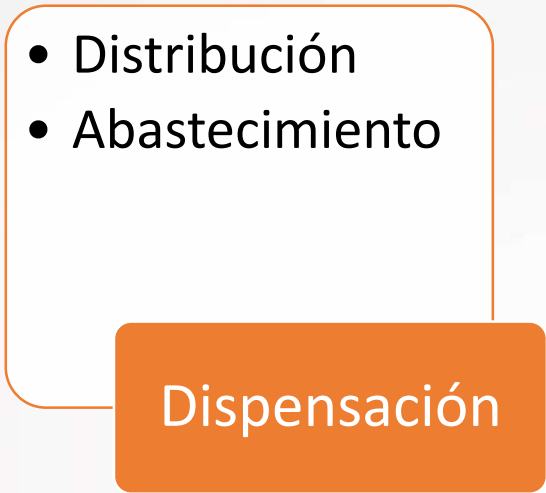 • Distribución
• Abastecimiento
Dispensación